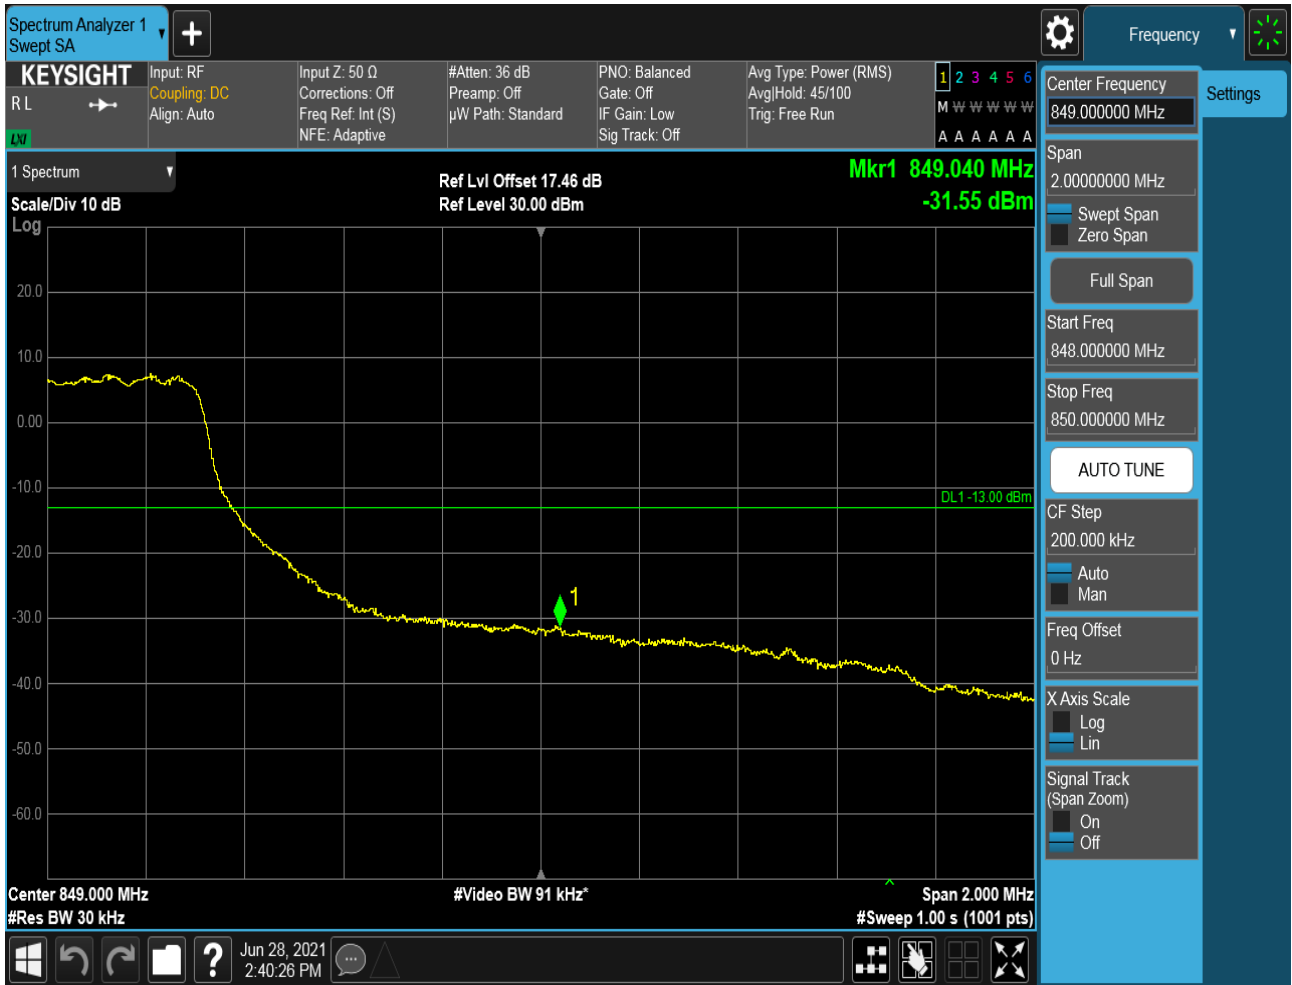 Spectrum Analyzer 1
Swept SA
Frequency
KEYSIGHT
R L
LXI
Input: RF
Coupling: DC
Align: Auto
Input Z: 50 Ω
Corrections: Off
Freq Ref: Int (S)
NFE: Adaptive
#Atten: 36 dB
Preamp: Off
µW Path: Standard
PNO: Balanced
Gate: Off
IF Gain: Low
Sig Track: Off
Avg Type: Power (RMS)
Avg|Hold: 45/100
Trig: Free Run
1 2 3 4 5 6
M W W W W W
A A A A A A
1 Spectrum
Scale/Div 10 dB
Log
Ref Lvl Offset 17.46 dB
Ref Level 30.00 dBm
Mkr1 849.040 MHz
-31.55 dBm
20.0
10.0
0.00
-10.0
DL1 -13.00 dBm
-20.0
1
-30.0
-40.0
-50.0
-60.0
Center 849.000 MHz
#Video BW 91 kHz*
Span 2.000 MHz
#Res BW 30 kHz
#Sweep 1.00 s (1001 pts)
Jun 28, 2021
2:40:26 PM
?
Center Frequency
849.000000 MHz
Settings
Span
2.00000000 MHz
Swept Span
Zero Span
Full Span
Start Freq
848.000000 MHz
Stop Freq
850.000000 MHz
AUTO TUNE
CF Step
200.000 kHz
Auto
Man
Freq Offset
0 Hz
X Axis Scale
Log
Lin
Signal Track
(Span Zoom)
On
Off